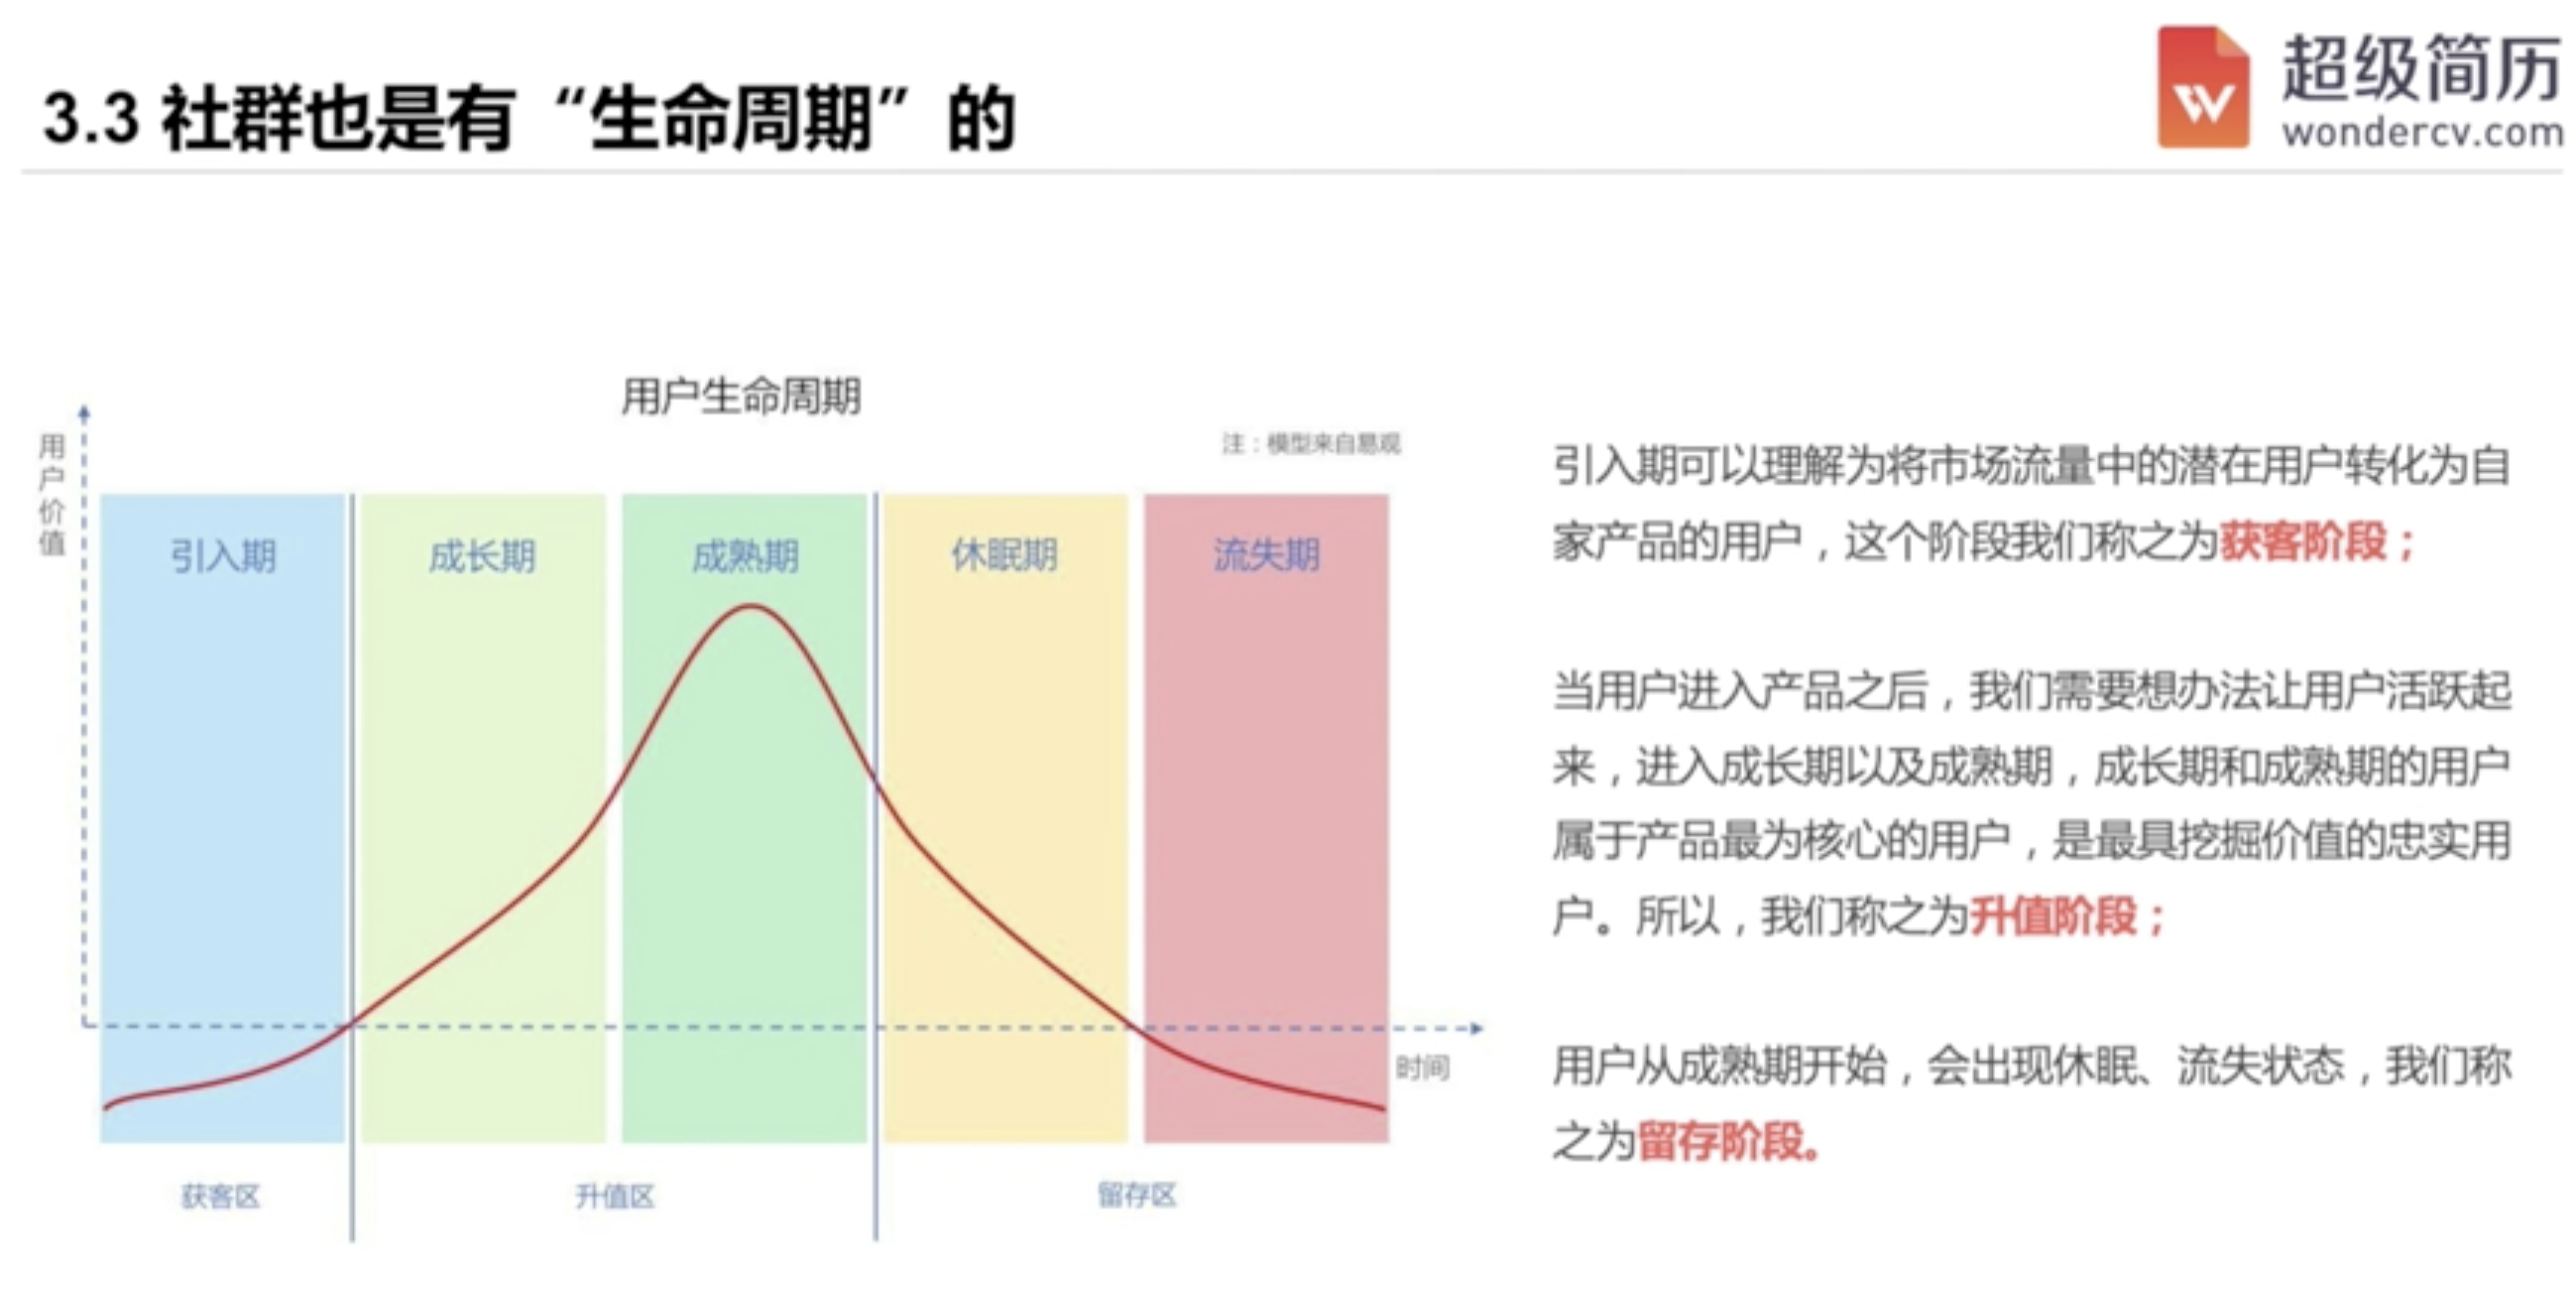 3.3 社群也是有“生命周期”的
超级简历
wondercv.com
用户生命周期
注：模型来自易观
用户价值
引入期
成长期
成熟期
休眠期
流失期
时间
获客区
升值区
留存区
引入期可以理解为将市场流量中的潜在用户转化为自
家产品的用户，这个阶段我们称之为获客阶段；
当用户进入产品之后，我们需要想办法让用户活跃起
来，进入成长期以及成熟期，成长期和成熟期的用户
属于产品最为核心的用户，是最具挖掘价值的忠实用
户。所以，我们称之为升值阶段；
用户从成熟期开始，会出现休眠、流失状态，我们称
之为留存阶段。